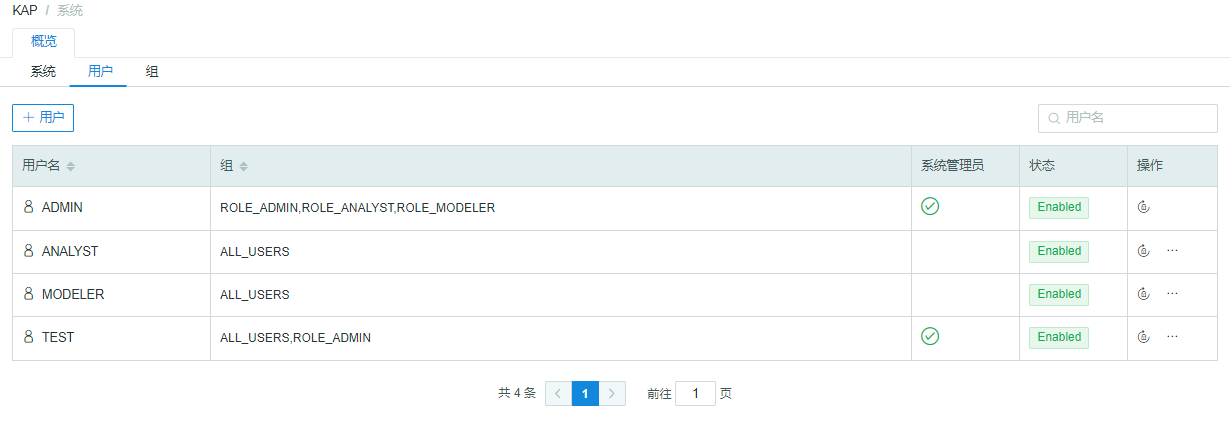 KAP / 系统
概览
系统 用户 组
+ 用户 用户名
用户名 组 系统管理员 状态 操作
ADMIN ROLE_ADMIN,ROLE_ANALYST,ROLE_MODELER Enabled
ANALYST ALL_USERS Enabled ...
MODELER ALL_USERS Enabled ...
TEST ALL_USERS,ROLE_ADMIN Enabled ...
共 4 条 < 1 > 前往 1 页